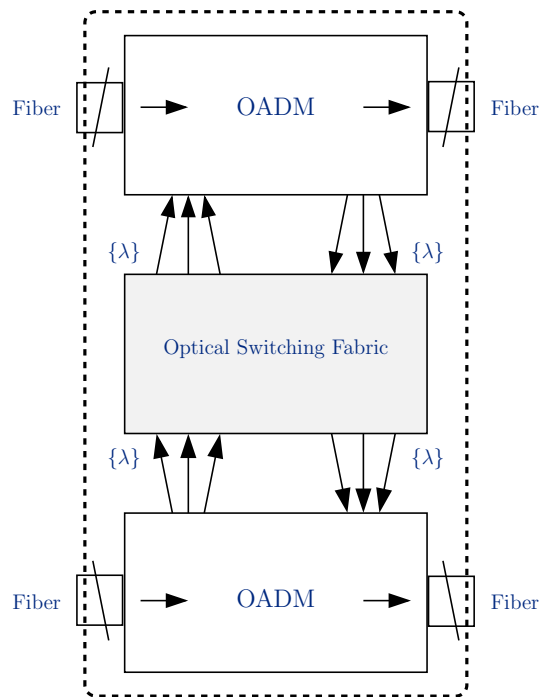 Fiber
OADM
Fiber
{λ}
{λ}
Optical Switching Fabric
{λ}
{λ}
Fiber
OADM
Fiber